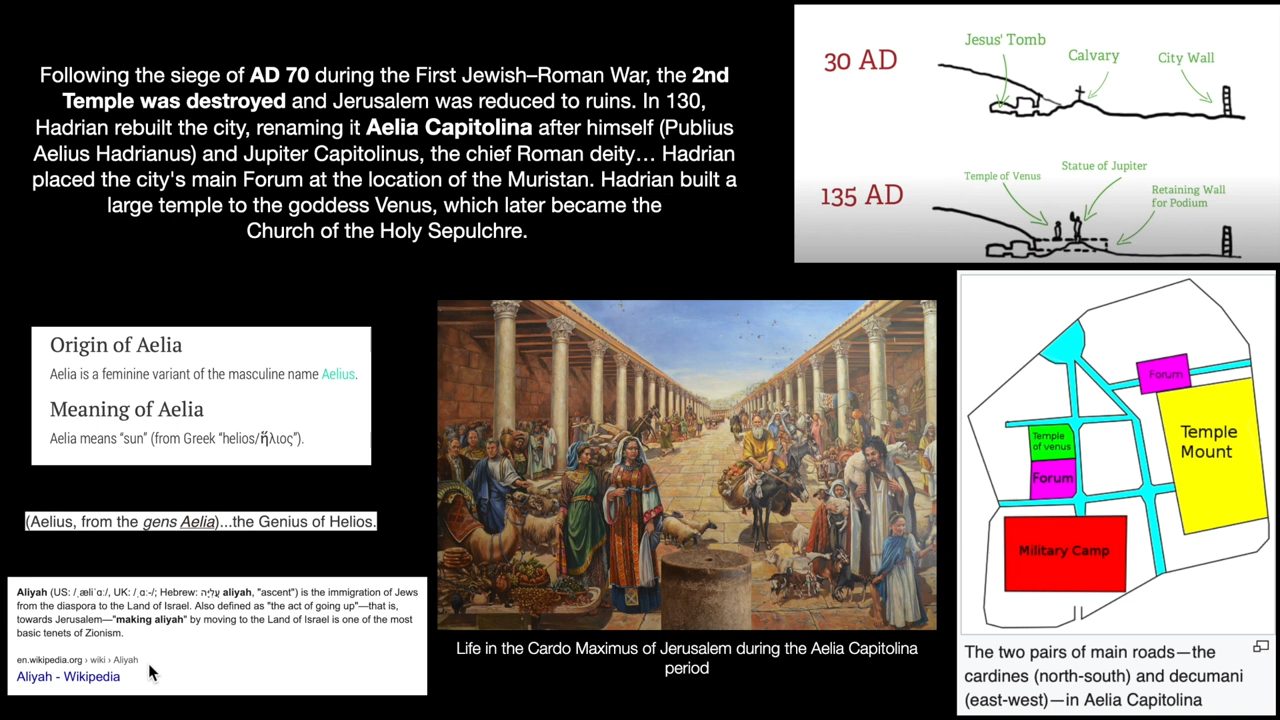 Following the siege of AD 70 during the First Jewish–Roman War, the 2nd
Temple was destroyed and Jerusalem was reduced to ruins. In 130,
Hadrian rebuilt the city, renaming it Aelia Capitolina after himself (Publius
Aelius Hadrianus) and Jupiter Capitolinus, the chief Roman deity… Hadrian
placed the city's main Forum at the location of the Muristan. Hadrian built a
large temple to the goddess Venus, which later became the
Church of the Holy Sepulchre.
30 AD
Jesus' Tomb
Calvary
City Wall
135 AD
Temple of Venus
Statue of Jupiter
Retaining Wall
for Podium
Origin of Aelia
Aelia is a feminine variant of the masculine name Aelius.
Meaning of Aelia
Aelia means “sun” (from Greek “helios/ἥλιος”).
(Aelius, from the gens Aelia)...the Genius of Helios.
Aliyah (US: /ˌæliˈɑː/, UK: /ˌɑː-/; Hebrew: עֲלִיָּה aliyah, "ascent") is the immigration of Jews
from the diaspora to the Land of Israel. Also defined as "the act of going up"—that is,
towards Jerusalem—"making aliyah" by moving to the Land of Israel is one of the most
basic tenets of Zionism.
en.wikipedia.org › wiki › Aliyah
Aliyah - Wikipedia
Life in the Cardo Maximus of Jerusalem during the Aelia Capitolina
period
Forum
Temple
of venus
Forum
Temple
Mount
Military Camp
The two pairs of main roads—the
cardines (north-south) and decumani
(east-west)—in Aelia Capitolina